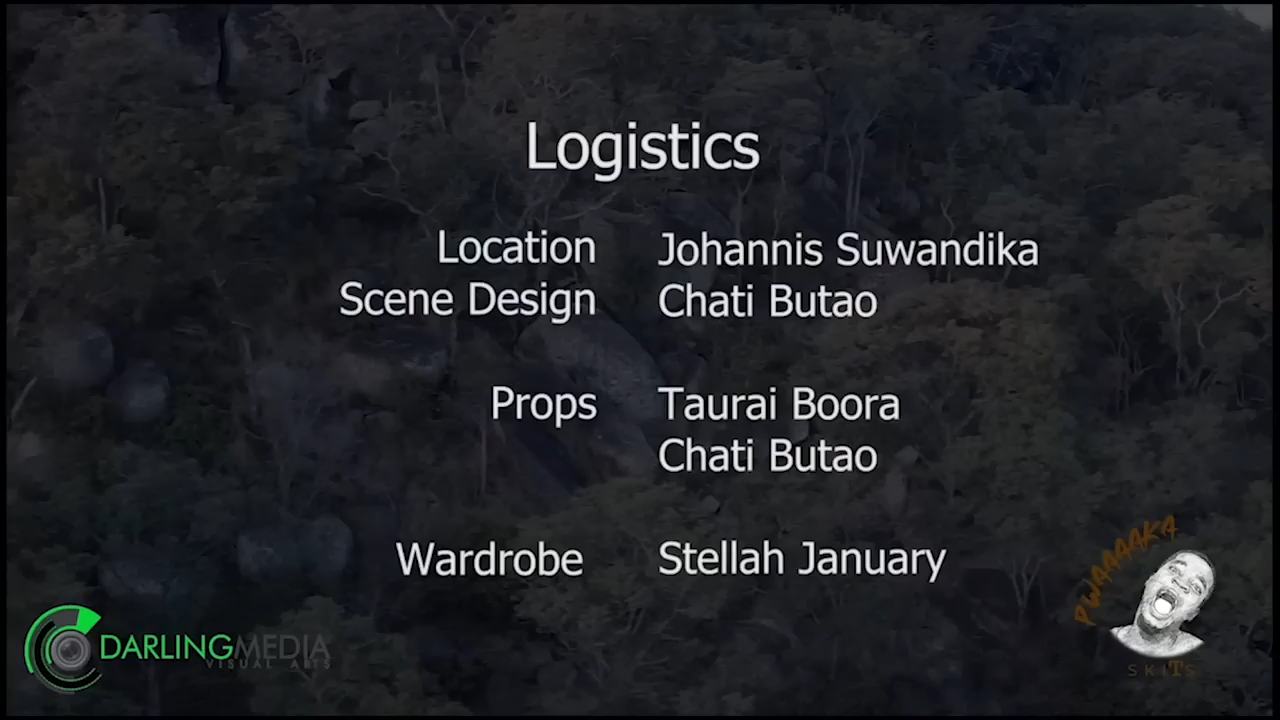 Logistics
Location Johannis Suwandika
Scene Design Chati Butao
Props Taurai Boora
Chati Butao
Wardrobe Stellah January
PWAAAAKA
DARLINGMEDIA
VISUAL ARTS
SKITS